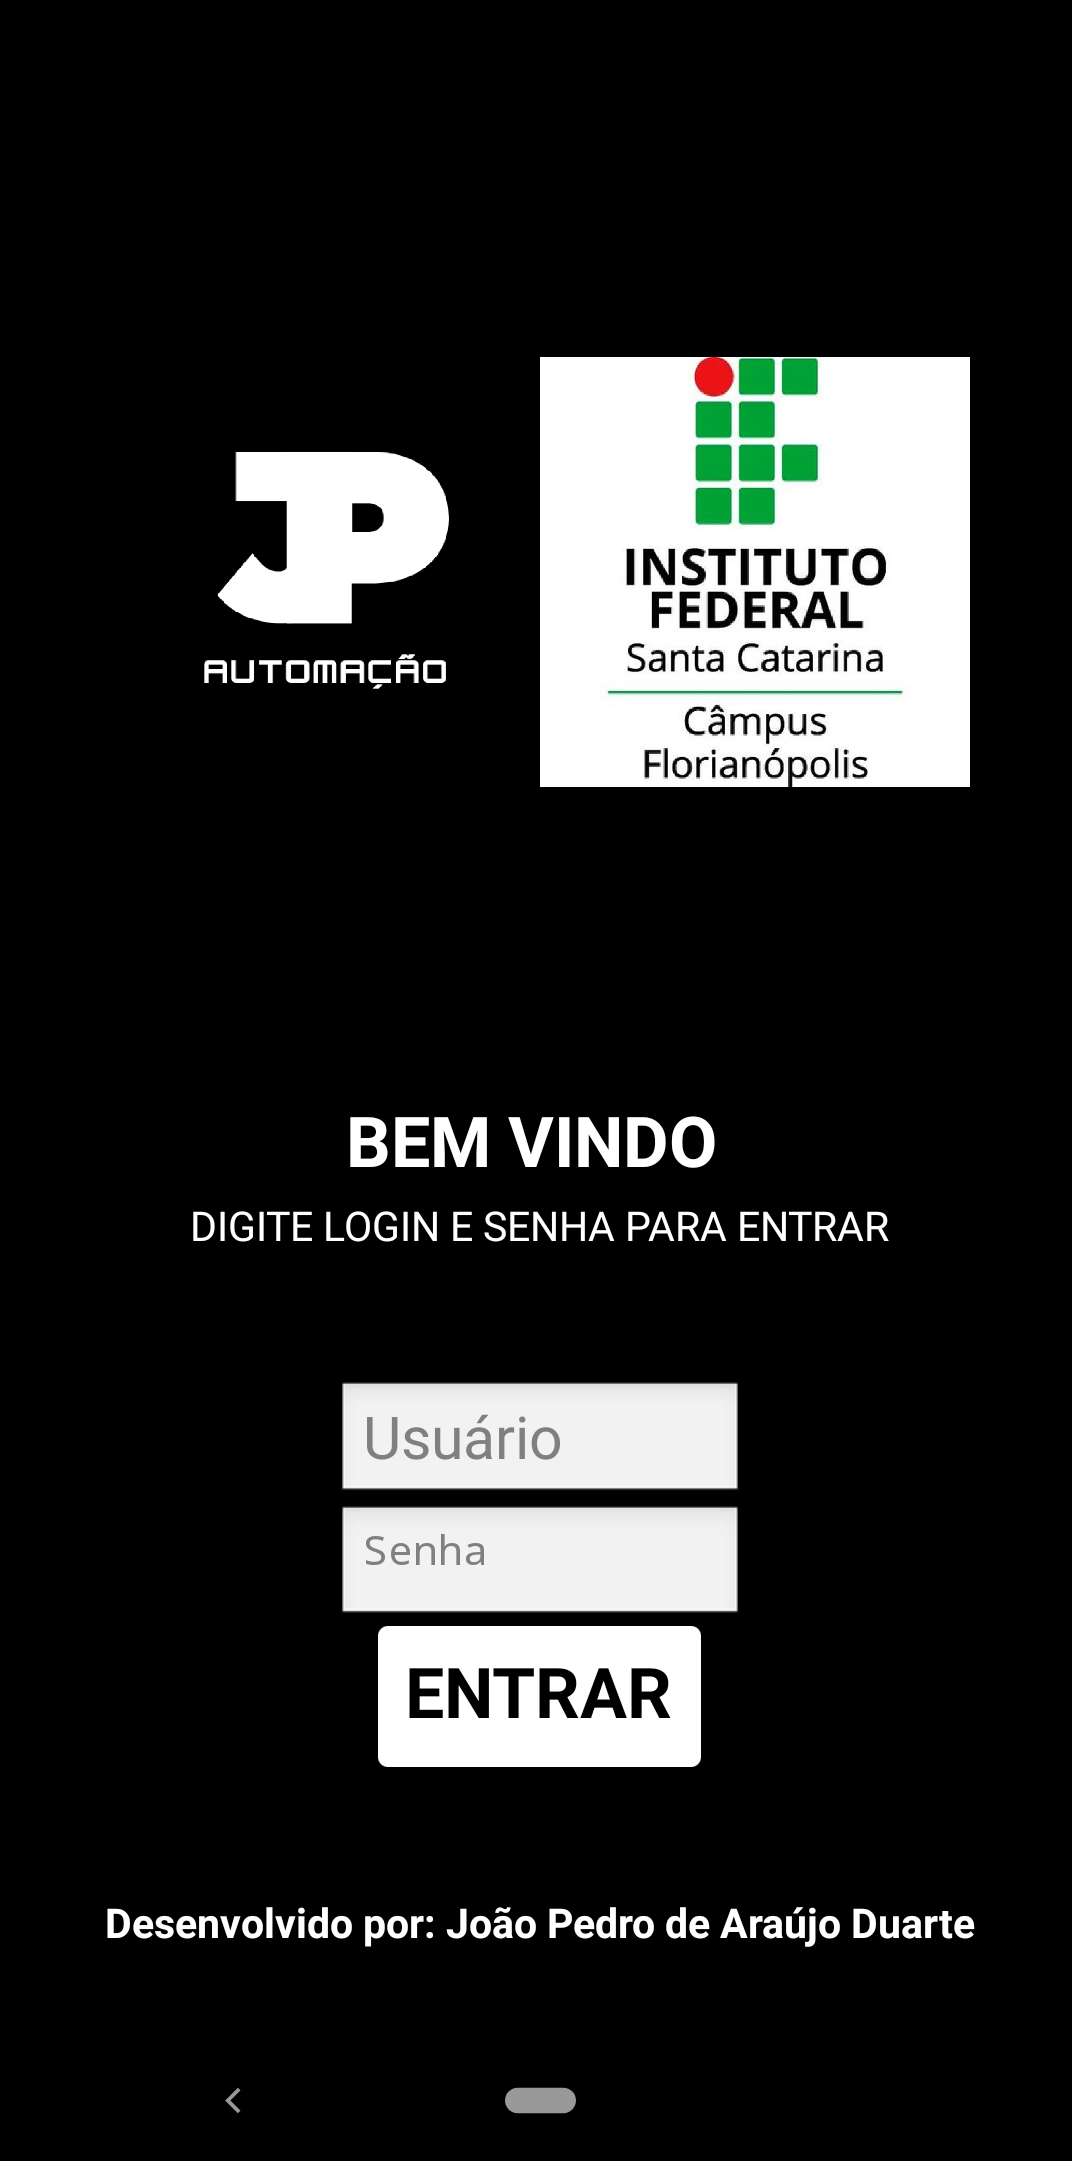 JP
AUTOMAÇÃO
INSTITUTO
FEDERAL
Santa Catarina
Câmpus
Florianópolis
BEM VINDO
DIGITE LOGIN E SENHA PARA ENTRAR
Usuário
Senha
ENTRAR
Desenvolvido por: João Pedro de Araújo Duarte